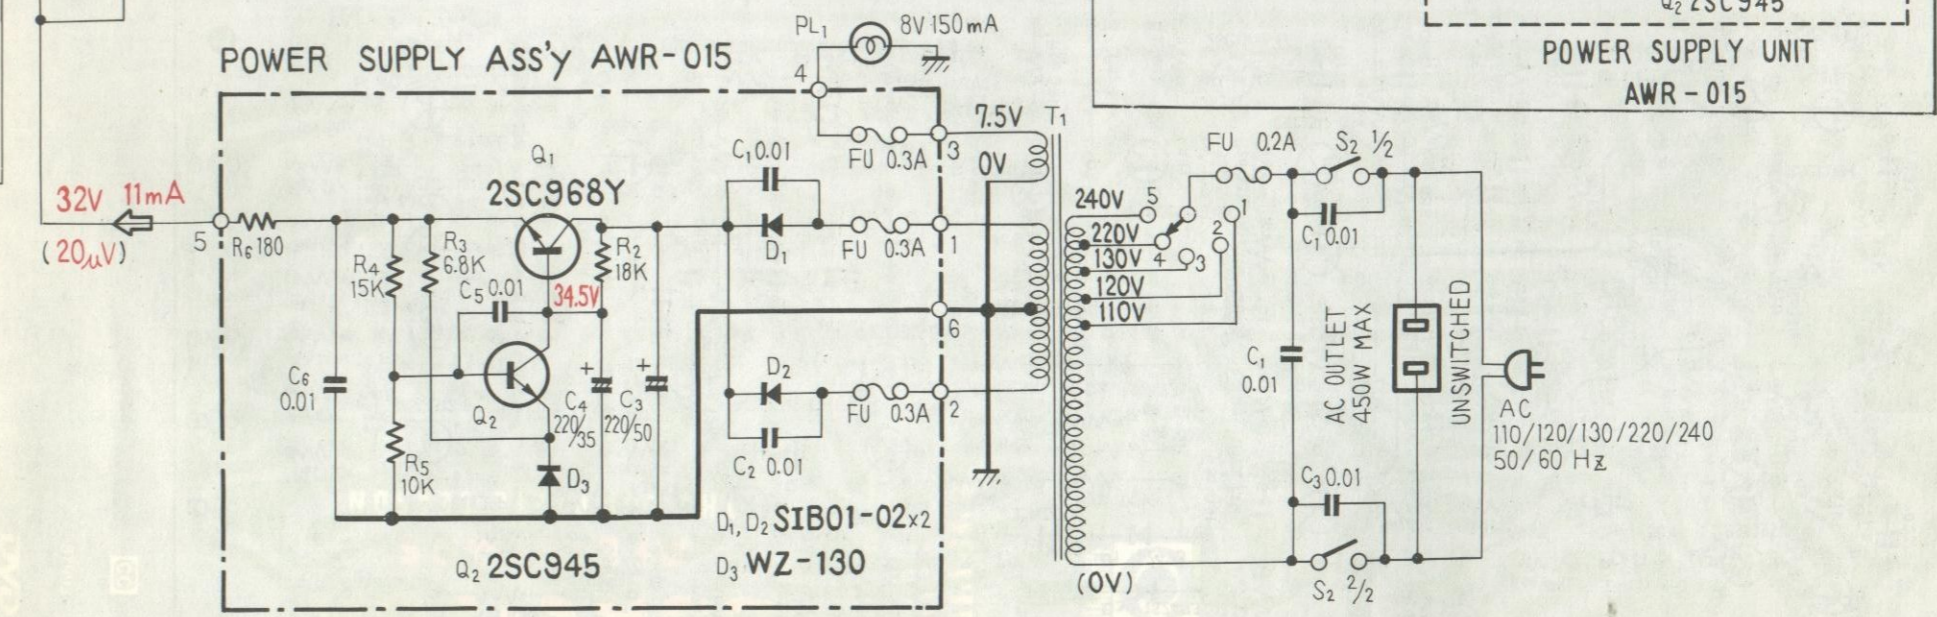 Q₂ 2SC945
POWER SUPPLY UNIT
AWR-015
PL₁ 8V 150mA
POWER SUPPLY ASS'Y AWR-015
4
7.5V T₁
FU 0.3A 3
0V
FU 0.2A S₂ 1/2
Q₁
2SC968Y
C₁ 0.01
32V 11mA
(20μV)
5 R₆ 180
R₄
15K
R₃
6.8K
R₂
18K
D₁
FU 0.3A 1
C₅ 0.01
34.5V
6
240V 5
220V
130V 4 3
120V 2
110V 1
C₁ 0.01
C₁
0.01
AC OUTLET
450W MAX
UNSWITCHED
AC
110/120/130/220/240
50/60 Hz
C₆
0.01
Q₂
+
C₄
220/35
+
C₃
220/50
D₂
FU 0.3A 2
C₂ 0.01
R₅
10K
D₃
C₃ 0.01
D₁, D₂ SIB01-02x2
Q₂ 2SC945
D₃ WZ-130
(0V)
S₂ 2/2